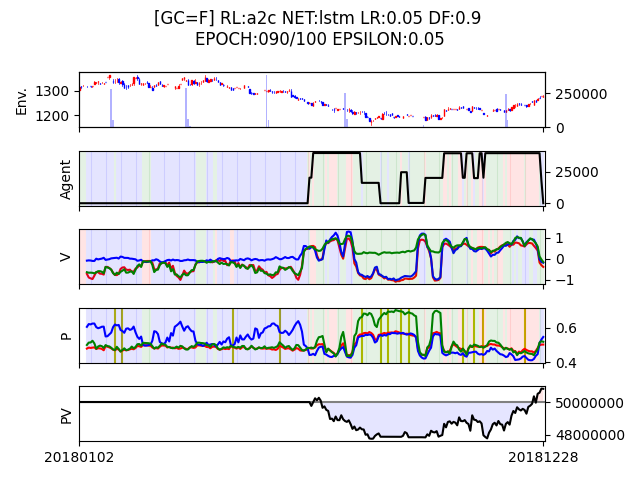 [GC=F] RL:a2c NET:lstm LR:0.05 DF:0.9
EPOCH:090/100 EPSILON:0.05
Env.
1300
1200
250000
0
Agent
25000
0
V
1
0
−1
P
0.6
0.4
PV
50000000
48000000
20180102
20181228